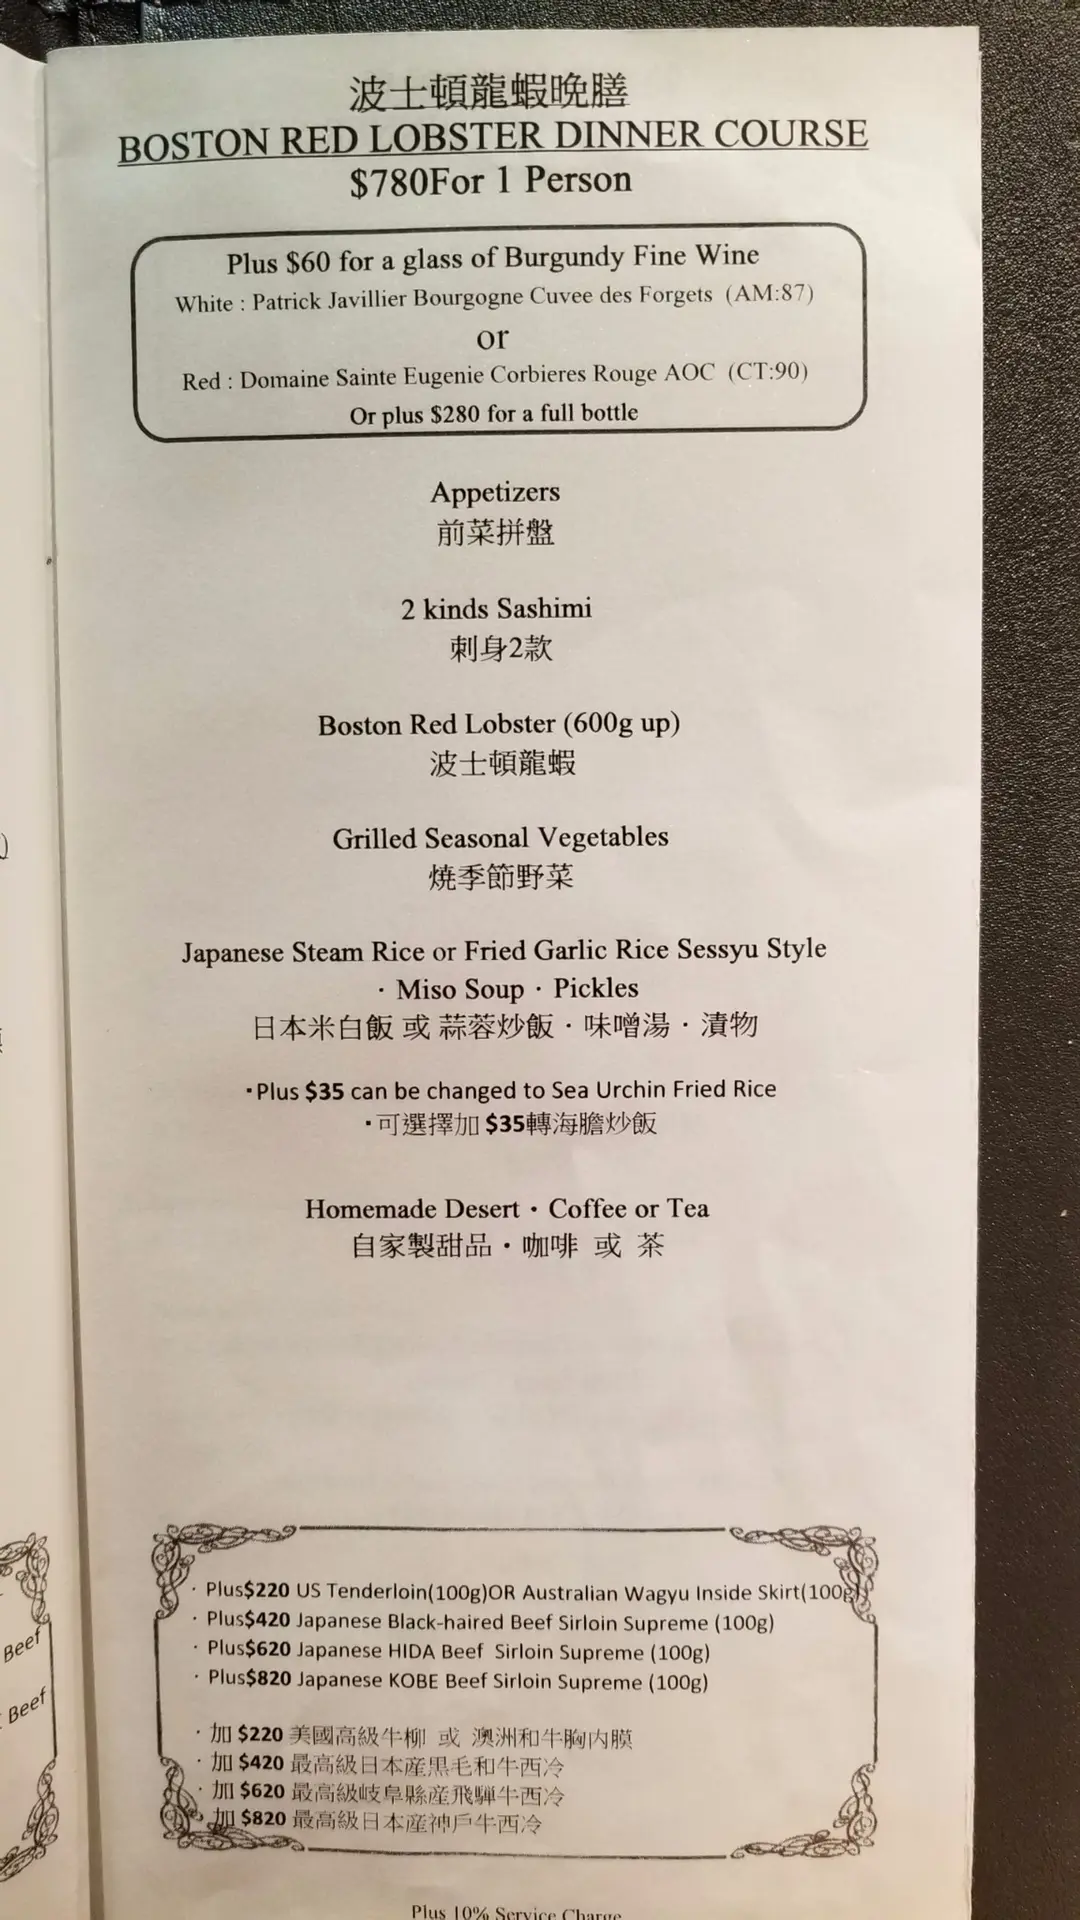 波士頓龍蝦晚膳
BOSTON RED LOBSTER DINNER COURSE
$780For 1 Person
Plus $60 for a glass of Burgundy Fine Wine
White : Patrick Javillier Bourgogne Cuvee des Forgets (AM:87)
or
Red : Domaine Sainte Eugenie Corbieres Rouge AOC (CT:90)
Or plus $280 for a full bottle
Appetizers
前菜拼盤
2 kinds Sashimi
刺身2款
Boston Red Lobster (600g up)
波士頓龍蝦
Grilled Seasonal Vegetables
燒季節野菜
Japanese Steam Rice or Fried Garlic Rice Sessyu Style
· Miso Soup · Pickles
日本米白飯 或 蒜蓉炒飯 · 味噌湯 · 漬物
·Plus $35 can be changed to Sea Urchin Fried Rice
·可選擇加 $35轉海膽炒飯
Homemade Desert · Coffee or Tea
自家製甜品 · 咖啡 或 茶
· Plus$220 US Tenderloin(100g)OR Australian Wagyu Inside Skirt(100g)
· Plus$420 Japanese Black-haired Beef Sirloin Supreme (100g)
· Plus$620 Japanese HIDA Beef Sirloin Supreme (100g)
· Plus$820 Japanese KOBE Beef Sirloin Supreme (100g)
· 加 $220 美國高級牛柳 或 澳洲和牛胸内膜
· 加 $420 最高級日本産黒毛和牛西冷
· 加 $620 最高級岐阜縣産飛騨牛西冷
· 加 $820 最高級日本産神戶牛西冷
Beef
Beef
Plus 10% Service Charge